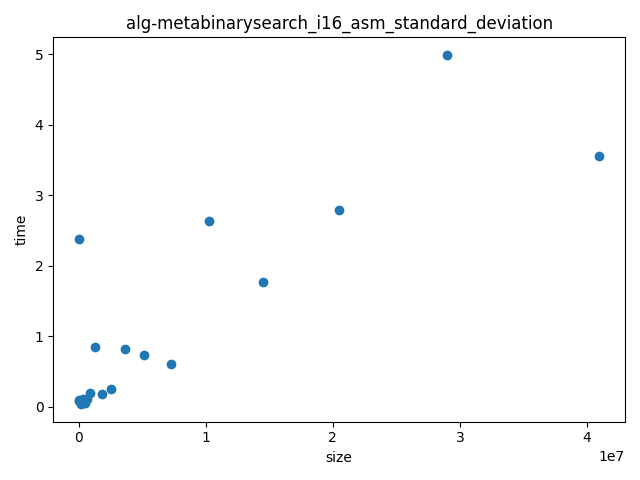 alg-metabinarysearch_i16_asm_standard_deviation
5
4
3
2
1
0
time
0
1
2
3
4
1e7
size